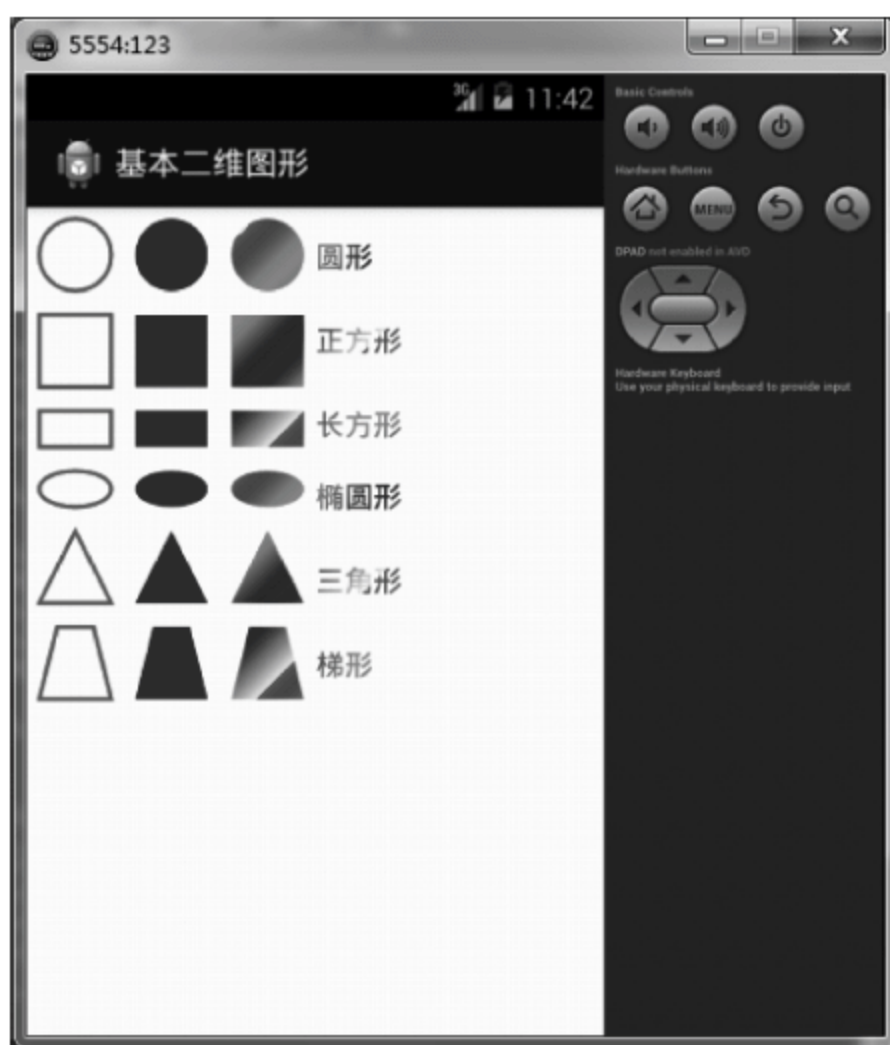 5554:123
3G 11:42
基本二维图形
圆形
正方形
长方形
椭圆形
三角形
梯形
Basic Controls
Hardware Buttons
MENU
DPAD not enabled in AVD
Hardware Keyboard
Use your physical keyboard to provide input